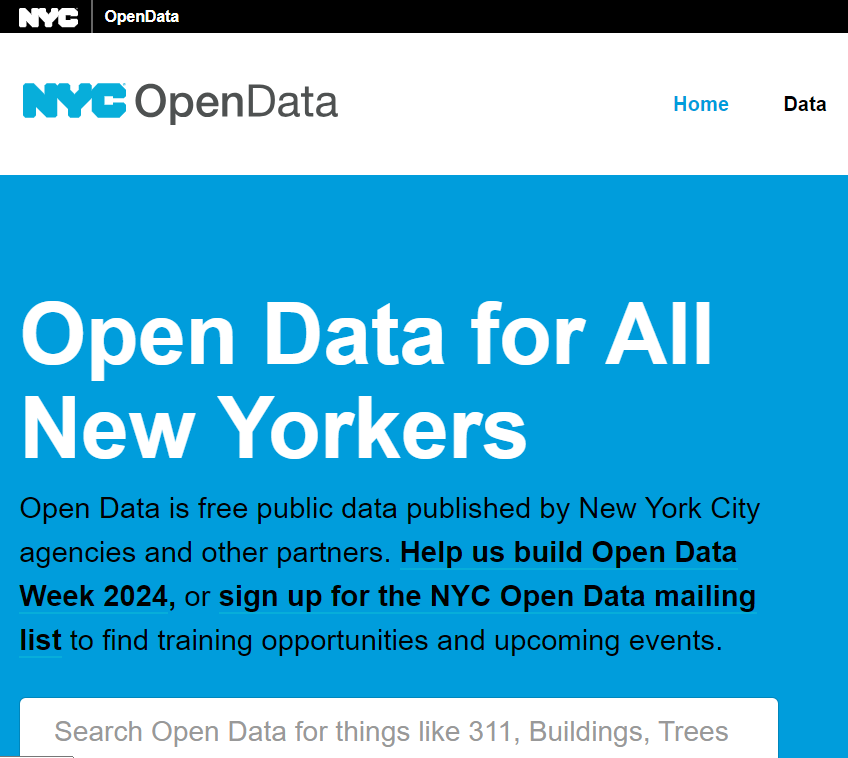 NYC OpenData
NYC OpenData
Home Data
Open Data for All
New Yorkers
Open Data is free public data published by New York City
agencies and other partners. Help us build Open Data
Week 2024, or sign up for the NYC Open Data mailing
list to find training opportunities and upcoming events.
Search Open Data for things like 311, Buildings, Trees